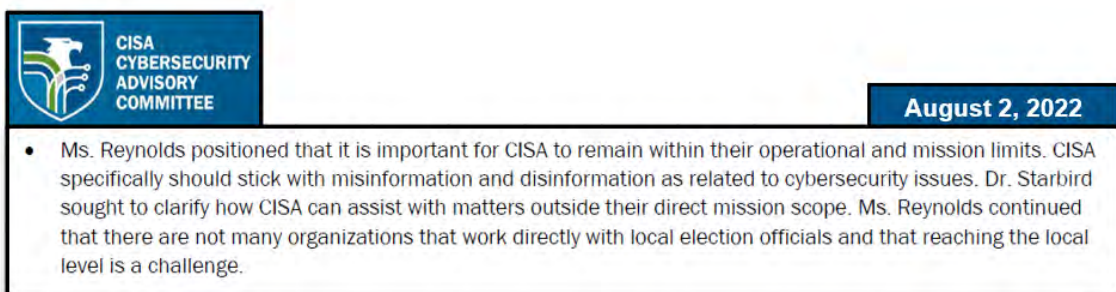 CISA
CYBERSECURITY
ADVISORY
COMMITTEE
August 2, 2022
• Ms. Reynolds positioned that it is important for CISA to remain within their operational and mission limits. CISA
specifically should stick with misinformation and disinformation as related to cybersecurity issues. Dr. Starbird
sought to clarify how CISA can assist with matters outside their direct mission scope. Ms. Reynolds continued
that there are not many organizations that work directly with local election officials and that reaching the local
level is a challenge.